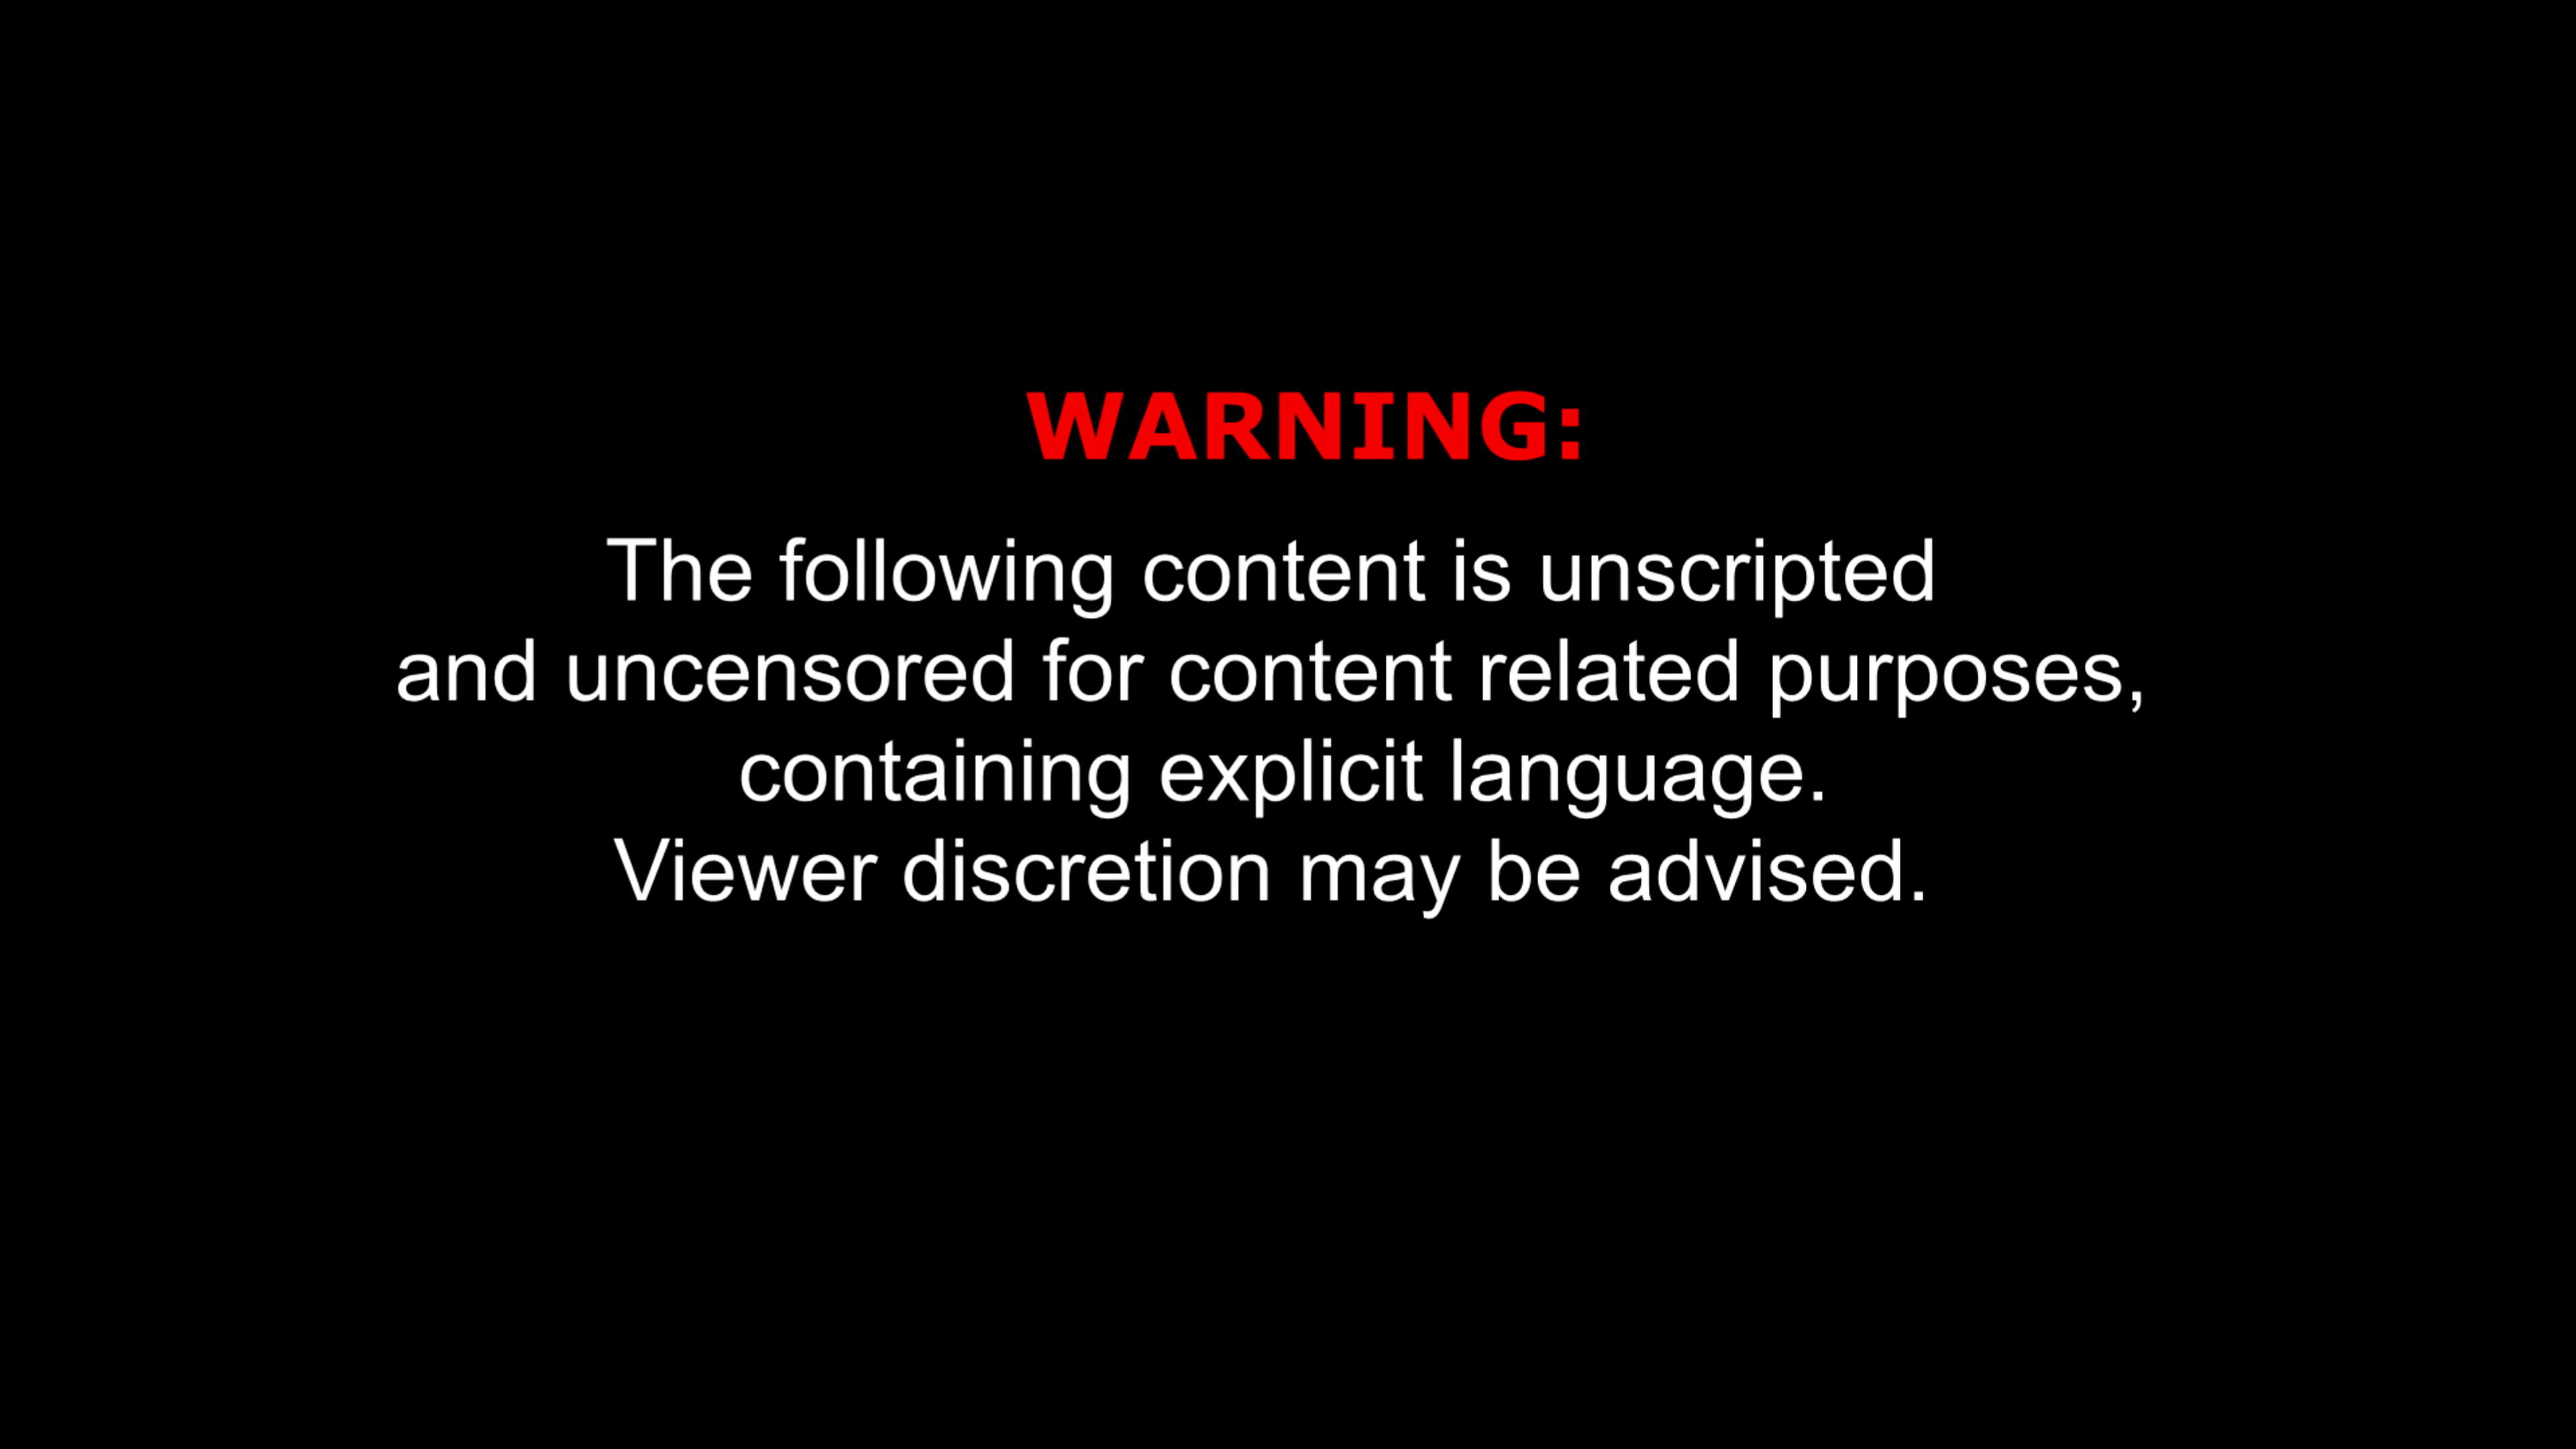 WARNING:
The following content is unscripted
and uncensored for content related purposes,
containing explicit language.
Viewer discretion may be advised.